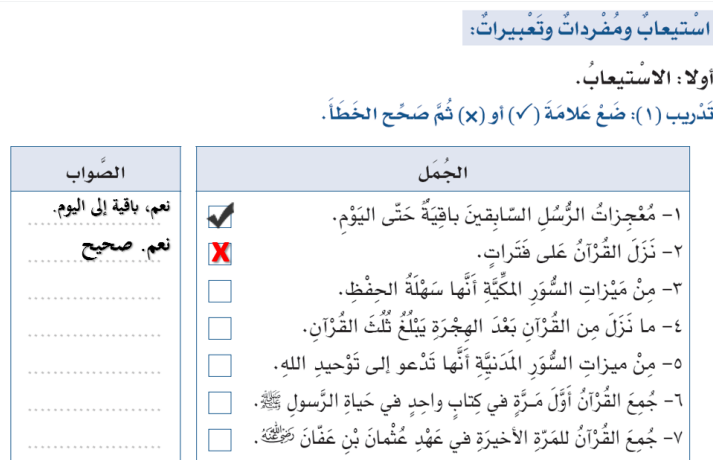 اسْتيعابٌ ومُفْرداتٌ وتَعْبيراتٌ:
أولا: الاسْتيعابُ.
تَدْريب (١): ضَعْ عَلامَةَ (✓) أو (x) ثُمَّ صَحِّح الخَطَأَ.
الجُمَل
الصَّواب
١- مُعْجِزاتُ الرُّسُلِ السّابِقينَ باقِيَةٌ حَتّى اليَوْمِ. ✓
نعم، باقية إلى اليوم.
٢- نَزَلَ القُرْآنُ عَلى فَتَراتٍ. X
نعم. صحيح
٣- مِنْ مَيْزاتِ السُّوَرِ المَكِّيَّةِ أَنَّها سَهْلَةُ الحِفْظِ.
٤- ما نَزَلَ مِن القُرْآنِ بَعْدَ الهِجْرَةِ يَبْلُغُ ثُلُثَ القُرْآنِ.
٥- مِنْ ميزاتِ السُّوَرِ المَدَنيَّةِ أَنَّها تَدْعو إلى تَوْحيدِ اللهِ.
٦- جُمِعَ القُرْآنُ أَوَّلَ مَرَّةٍ في كِتابٍ واحِدٍ في حَياةِ الرَّسولِ ﷺ.
٧- جُمِعَ القُرْآنُ للمَرّةِ الأخيرَةِ في عَهْدِ عُثْمانَ بْنِ عَفّانَ رَضِيَ اللهُ عَنْهُ.